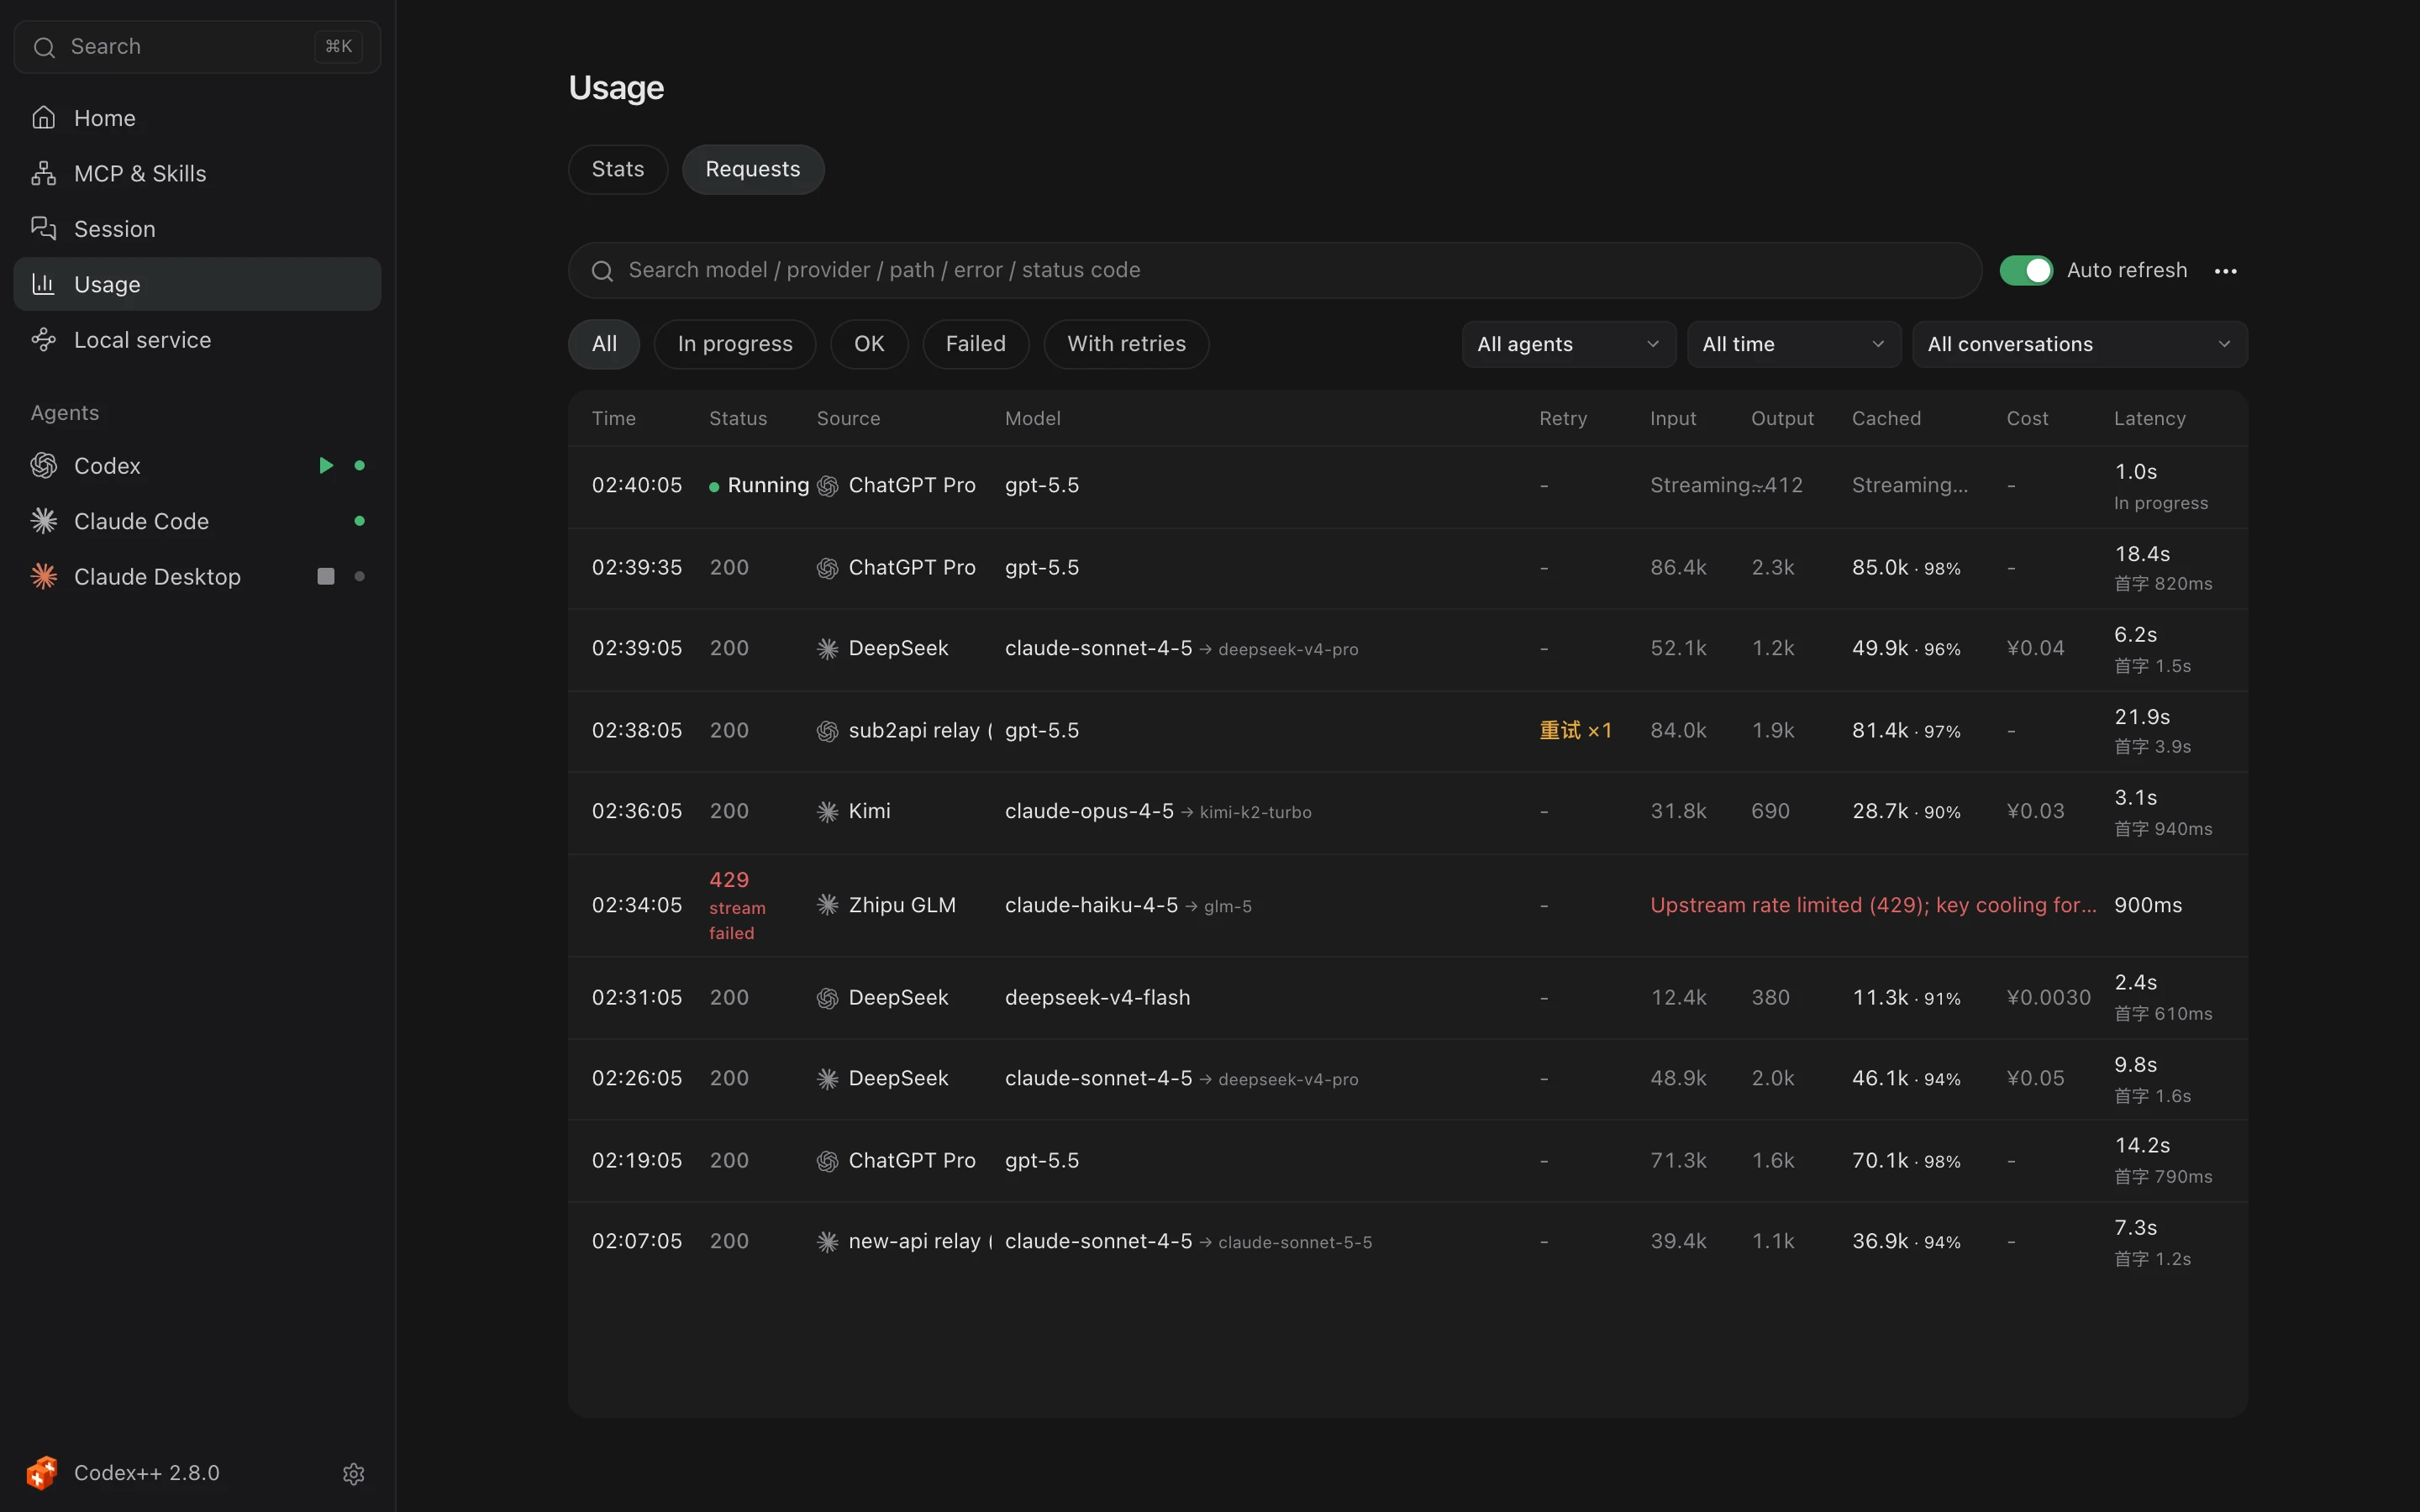 Search ⌘K
Home
MCP & Skills
Session
Usage
Local service
Agents
Codex
Claude Code
Claude Desktop
Codex++ 2.8.0
Usage
Stats Requests
Search model / provider / path / error / status code Auto refresh
All In progress OK Failed With retries All agents All time All conversations
Time Status Source Model Retry Input Output Cached Cost Latency
02:40:05 Running ChatGPT Pro gpt-5.5 - Streaming... ~412 Streaming... - 1.0s
In progress
02:39:35 200 ChatGPT Pro gpt-5.5 - 86.4k 2.3k 85.0k · 98% - 18.4s
首字 820ms
02:39:05 200 DeepSeek claude-sonnet-4-5 → deepseek-v4-pro - 52.1k 1.2k 49.9k · 96% ¥0.04 6.2s
首字 1.5s
02:38:05 200 sub2api relay ( gpt-5.5 重试 ×1 84.0k 1.9k 81.4k · 97% - 21.9s
首字 3.9s
02:36:05 200 Kimi claude-opus-4-5 → kimi-k2-turbo - 31.8k 690 28.7k · 90% ¥0.03 3.1s
首字 940ms
02:34:05 429 Zhipu GLM claude-haiku-4-5 → glm-5 - Upstream rate limited (429); key cooling for... 900ms
stream
failed
02:31:05 200 DeepSeek deepseek-v4-flash - 12.4k 380 11.3k · 91% ¥0.0030 2.4s
首字 610ms
02:26:05 200 DeepSeek claude-sonnet-4-5 → deepseek-v4-pro - 48.9k 2.0k 46.1k · 94% ¥0.05 9.8s
首字 1.6s
02:19:05 200 ChatGPT Pro gpt-5.5 - 71.3k 1.6k 70.1k · 98% - 14.2s
首字 790ms
02:07:05 200 new-api relay ( claude-sonnet-4-5 → claude-sonnet-5-5 - 39.4k 1.1k 36.9k · 94% - 7.3s
首字 1.2s